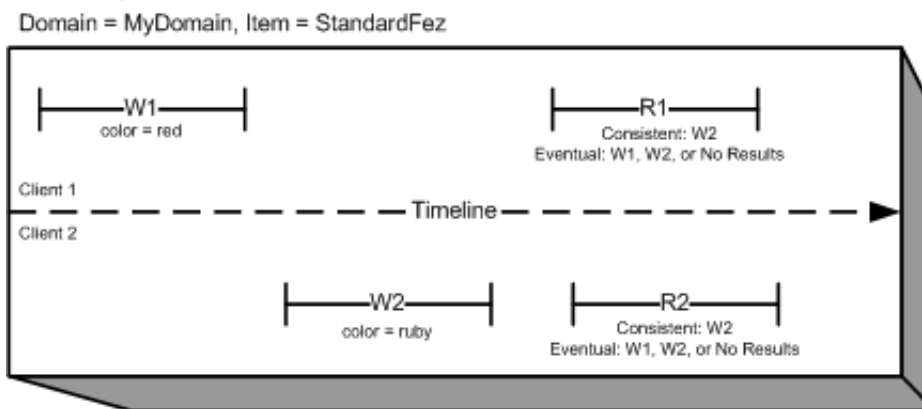 Domain = MyDomain, Item = StandardFez
W1
color = red
R1
Consistent: W2
Eventual: W1, W2, or No Results
Client 1
Timeline
Client 2
W2
color = ruby
R2
Consistent: W2
Eventual: W1, W2, or No Results